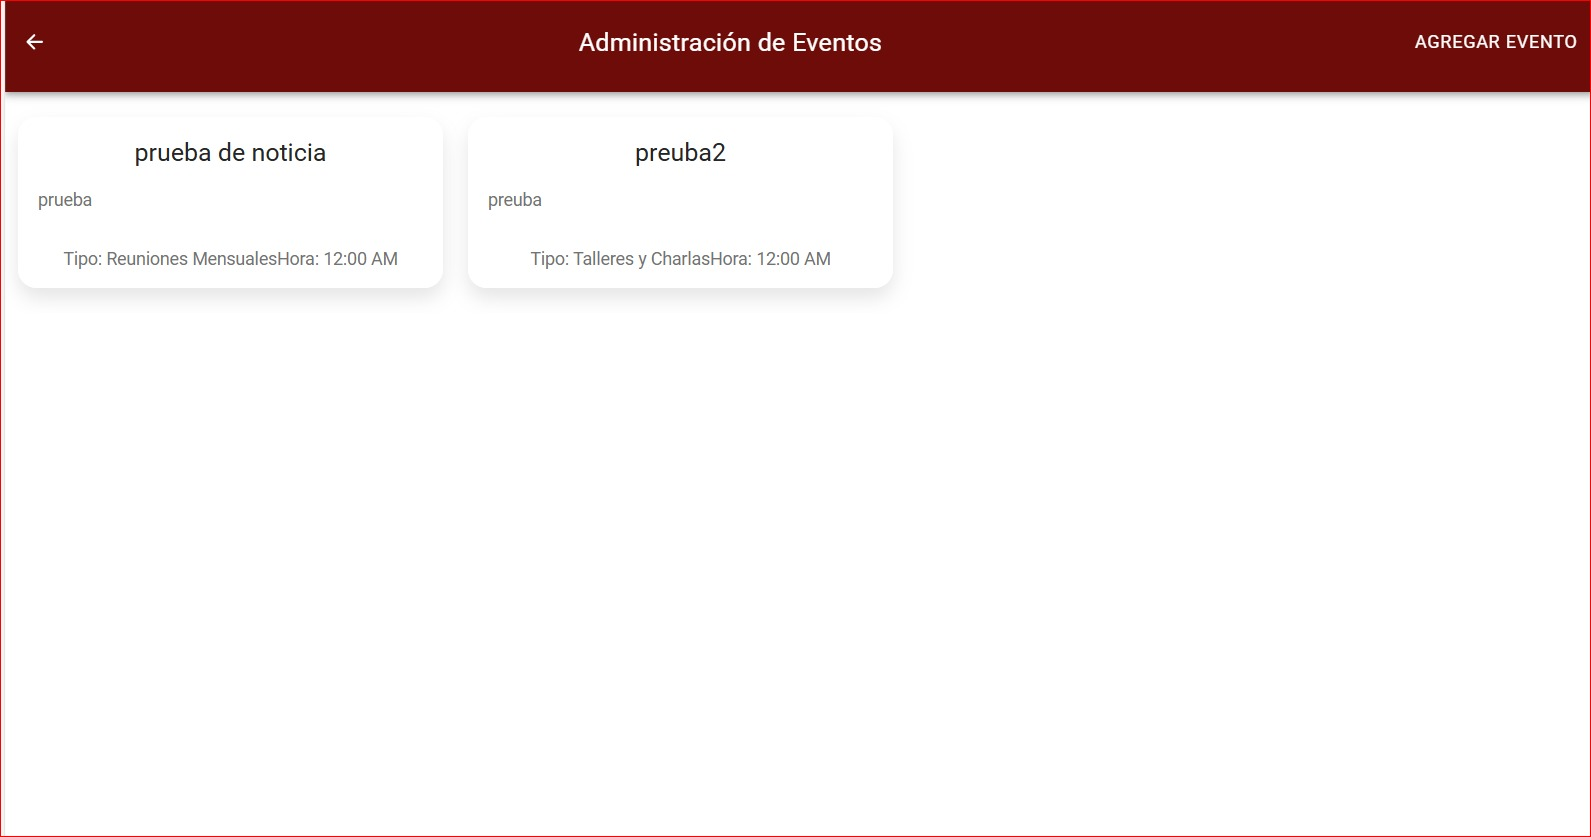 Administración de Eventos
AGREGAR EVENTO
prueba de noticia
prueba
Tipo: Reuniones MensualesHora: 12:00 AM
preuba2
preuba
Tipo: Talleres y CharlasHora: 12:00 AM